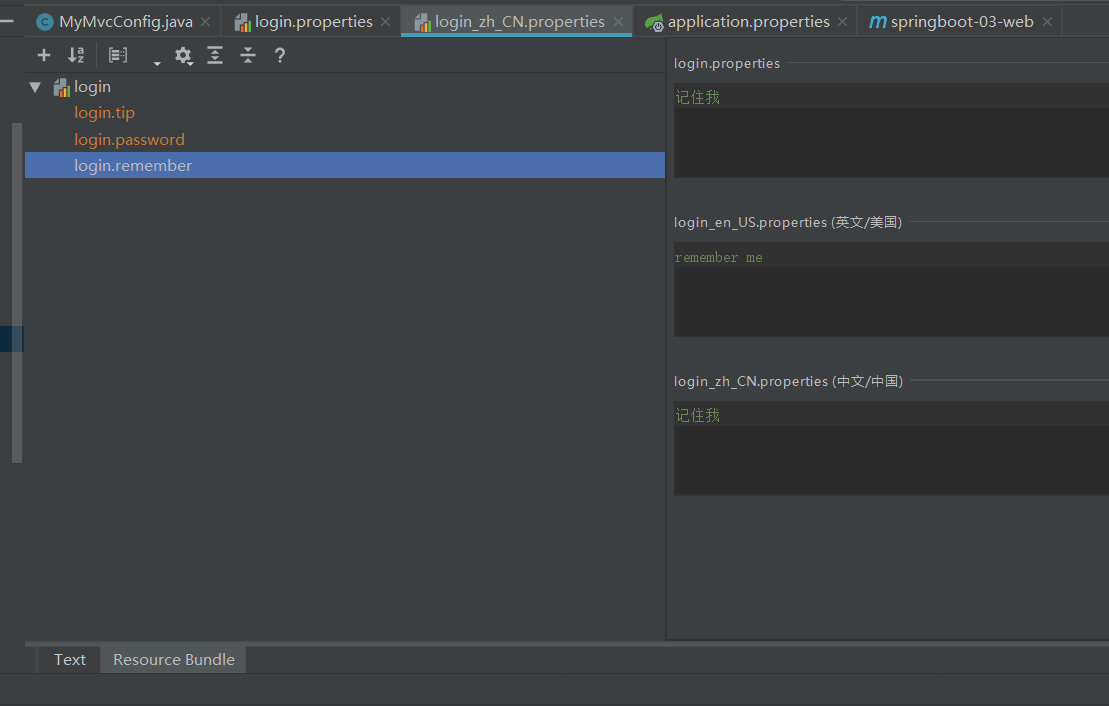 MyMvcConfig.java
login.properties
login_zh_CN.properties
application.properties
springboot-03-web
login
login.tip
login.password
login.remember
login.properties
记住我
login_en_US.properties (英文/美国)
remember me
login_zh_CN.properties (中文/中国)
记住我
Text
Resource Bundle